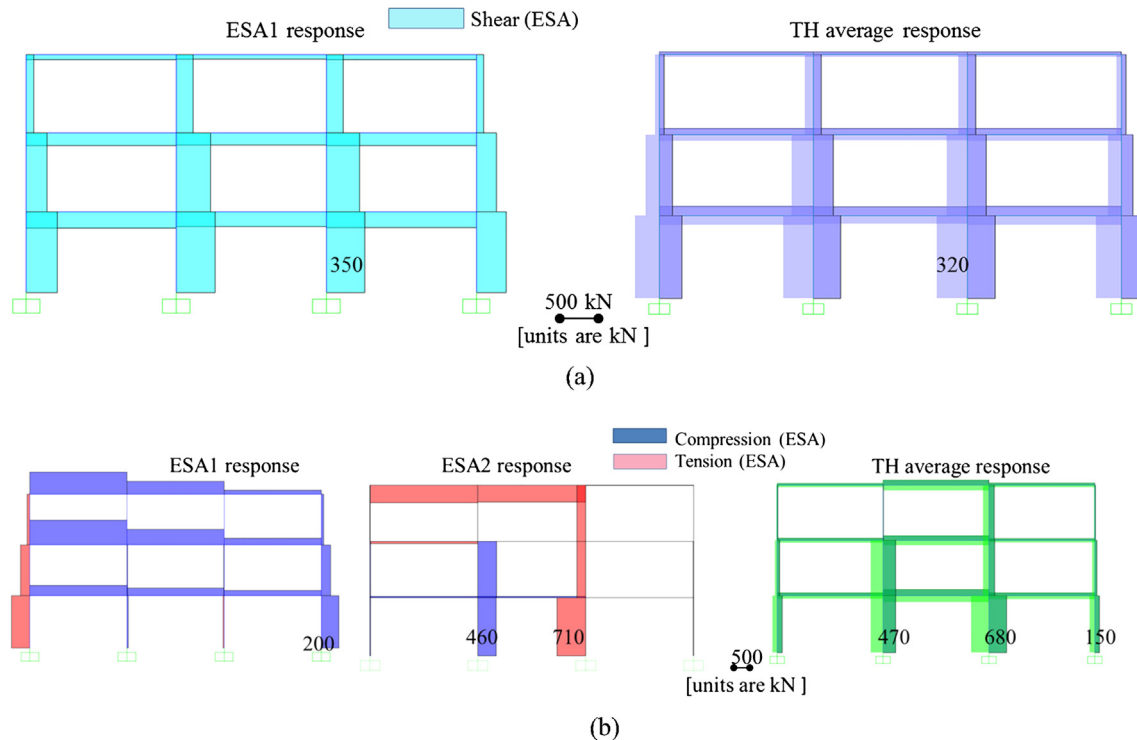 ESA1 response
Shear (ESA)
TH average response
350
320
500 kN
[units are kN ]
(a)
Compression (ESA)
Tension (ESA)
ESA1 response
ESA2 response
TH average response
200
460
710
470
680
150
500
[units are kN ]
(b)